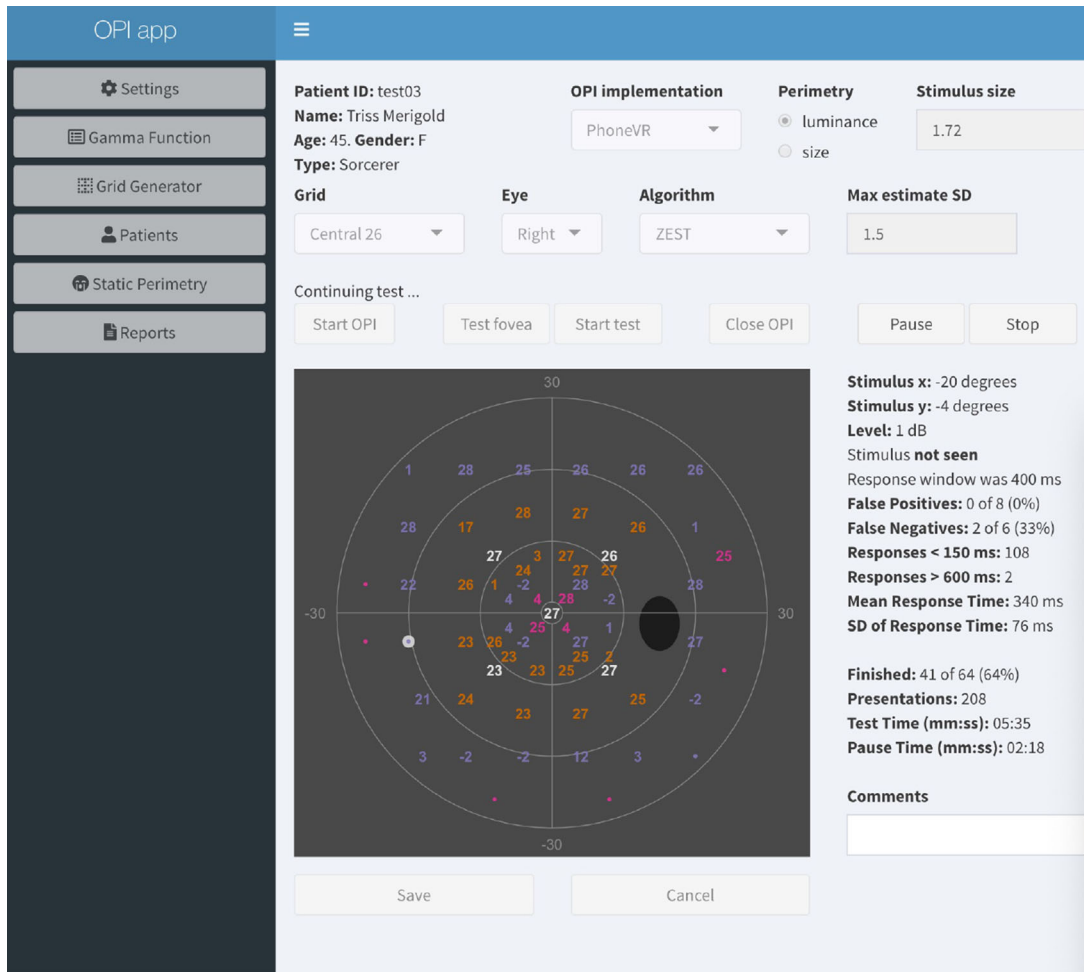 OPI app
Settings
Gamma Function
Grid Generator
Patients
Static Perimetry
Reports
Patient ID: test03
Name: Triss Merigold
Age: 45. Gender: F
Type: Sorcerer
OPI implementation
PhoneVR
Perimetry
luminance
size
Stimulus size
1.72
Grid
Central 26
Eye
Right
Algorithm
ZEST
Max estimate SD
1.5
Continuing test ...
Start OPI
Test fovea
Start test
Close OPI
Pause
Stop
30
1 28 25 26 26 26
28 27
28 17 26 1
27 3 27 26 25
24 27 27
22 26 1 -2 28 28
4 4 28 -2
-30 27 30
4 25 4 1
23 26 -2 27 27
23 25 2
23 23 25 27
21 24 25 -2
23 27
3 -2 -2 12 3
-30
Stimulus x: -20 degrees
Stimulus y: -4 degrees
Level: 1 dB
Stimulus not seen
Response window was 400 ms
False Positives: 0 of 8 (0%)
False Negatives: 2 of 6 (33%)
Responses < 150 ms: 108
Responses > 600 ms: 2
Mean Response Time: 340 ms
SD of Response Time: 76 ms
Finished: 41 of 64 (64%)
Presentations: 208
Test Time (mm:ss): 05:35
Pause Time (mm:ss): 02:18
Comments
Save
Cancel